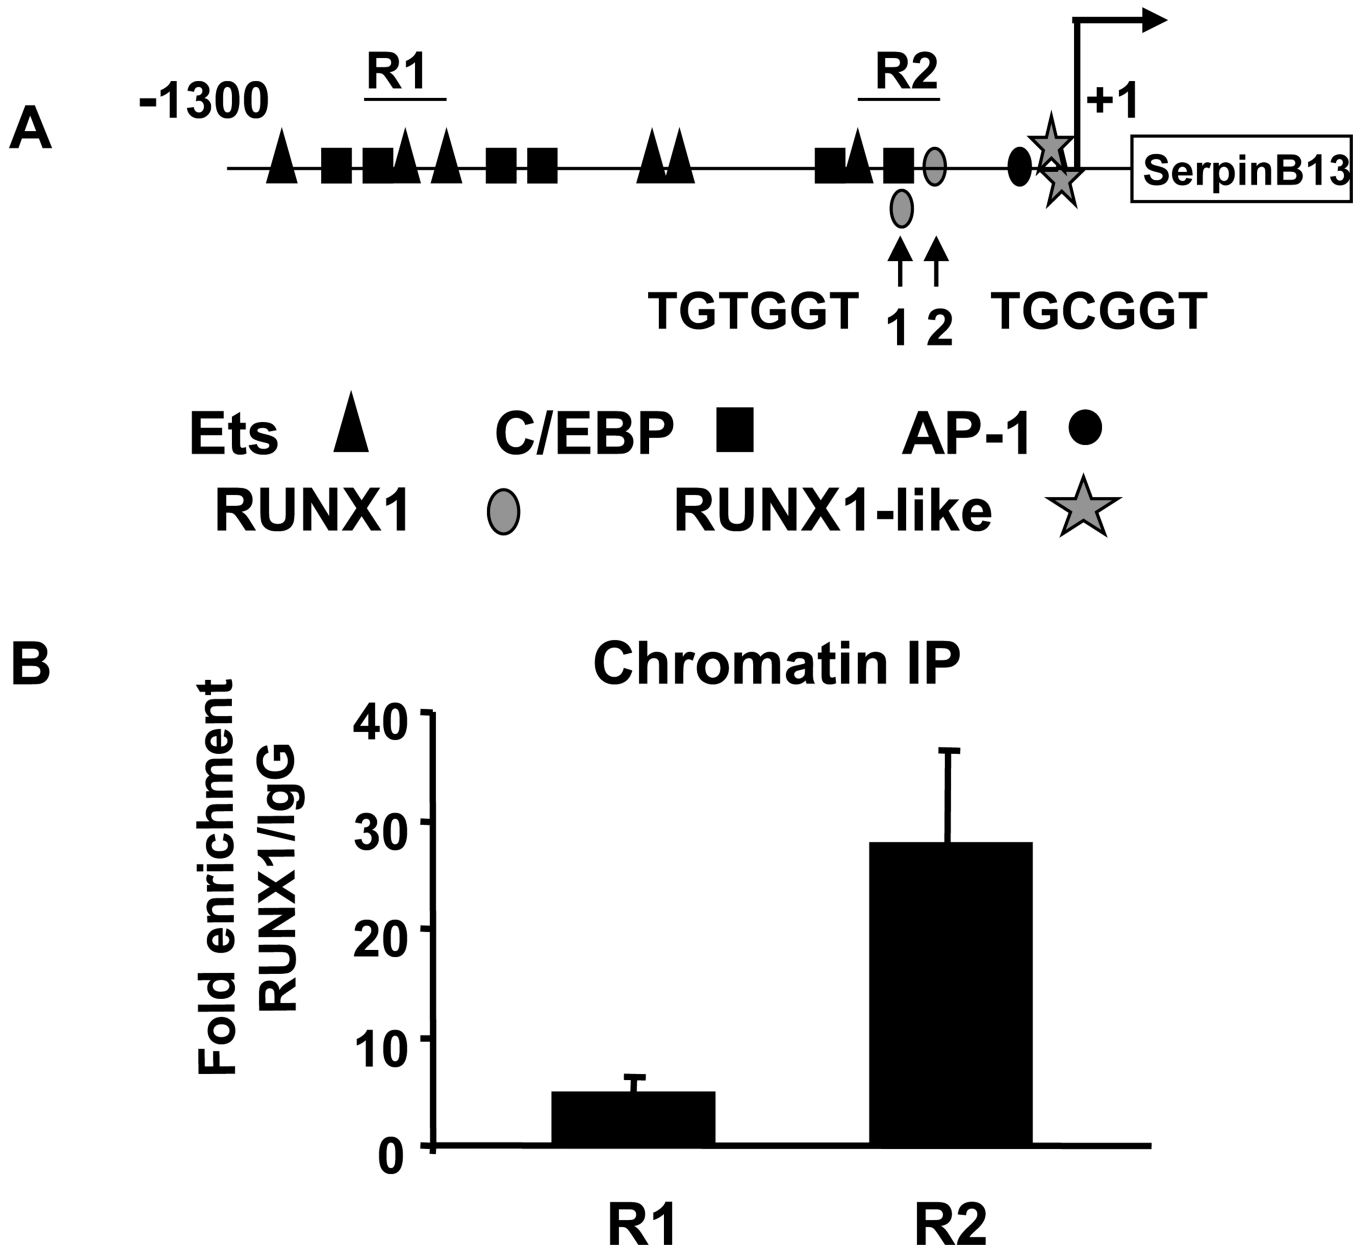 A
-1300
R1
R2
+1
SerpinB13
TGTGGT
1
2
TGCGGT
Ets
C/EBP
AP-1
RUNX1
RUNX1-like
B
Chromatin IP
Fold enrichment
RUNX1/IgG
40
30
20
10
0
R1
R2